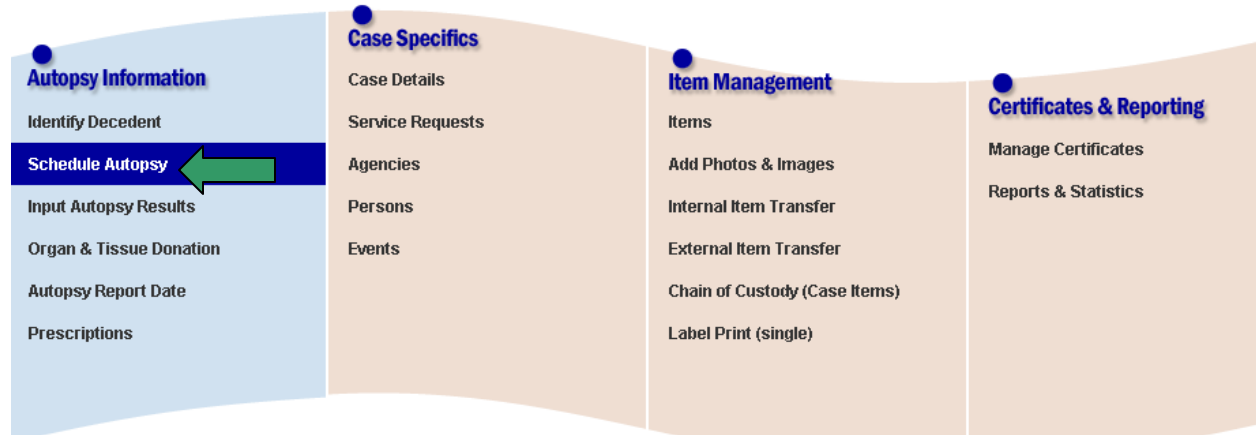 Autopsy Information
Identify Decedent
Schedule Autopsy
Input Autopsy Results
Organ & Tissue Donation
Autopsy Report Date
Prescriptions
Case Specifics
Case Details
Service Requests
Agencies
Persons
Events
Item Management
Items
Add Photos & Images
Internal Item Transfer
External Item Transfer
Chain of Custody (Case Items)
Label Print (single)
Certificates & Reporting
Manage Certificates
Reports & Statistics